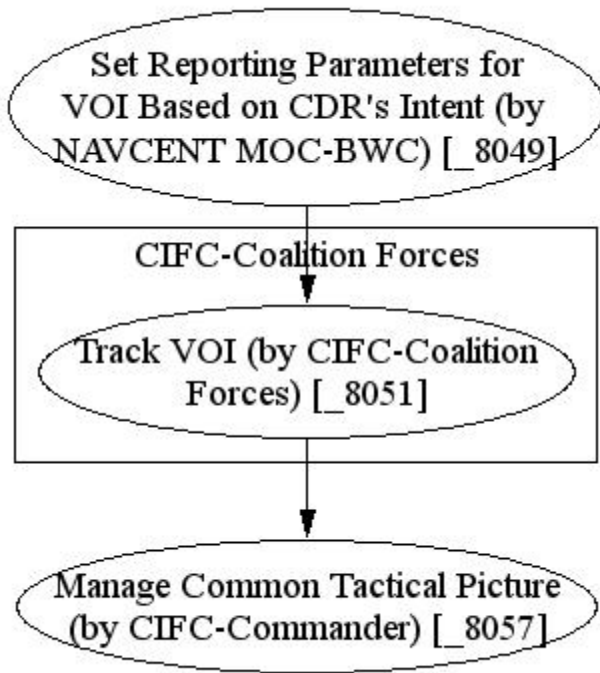 Set Reporting Parameters for
VOI Based on CDR's Intent (by
NAVCENT MOC-BWC) [_8049]
CIFC-Coalition Forces
Track VOI (by CIFC-Coalition
Forces) [_8051]
Manage Common Tactical Picture
(by CIFC-Commander) [_8057]